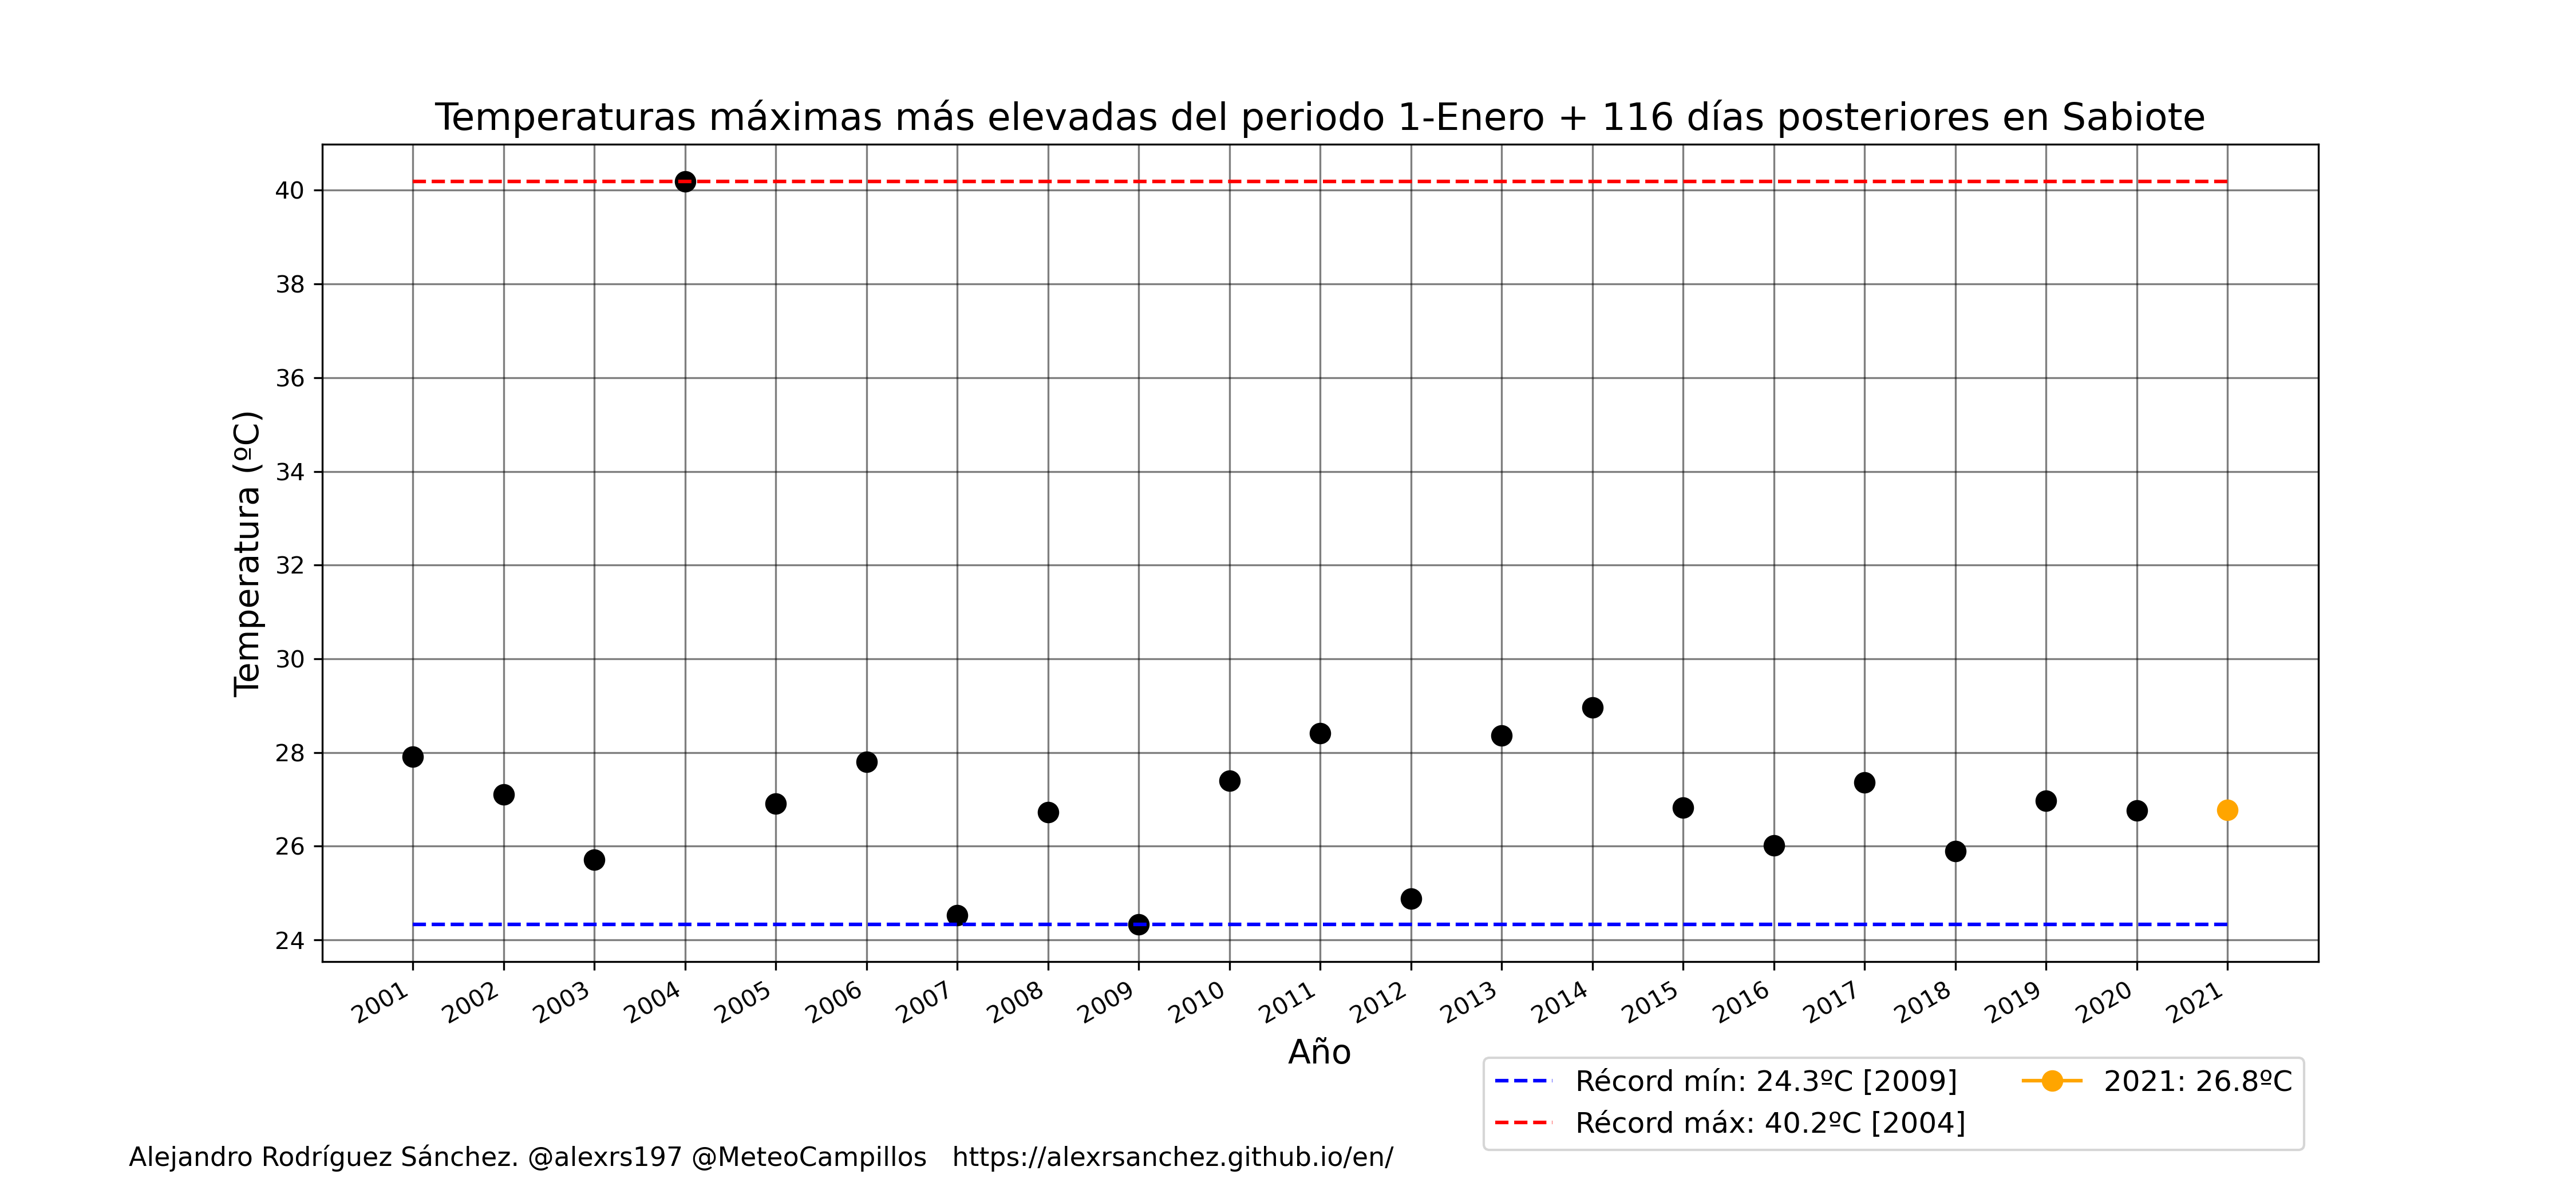 Temperaturas máximas más elevadas del periodo 1-Enero + 116 días posteriores en Sabiote
Temperatura (ºC)
40
38
36
34
32
30
28
26
24
2001 2002 2003 2004 2005 2006 2007 2008 2009 2010 2011 2012 2013 2014 2015 2016 2017 2018 2019 2020 2021
Año
Récord mín: 24.3ºC [2009]
Récord máx: 40.2ºC [2004]
2021: 26.8ºC
Alejandro Rodríguez Sánchez. @alexrs197 @MeteoCampillos https://alexrsanchez.github.io/en/